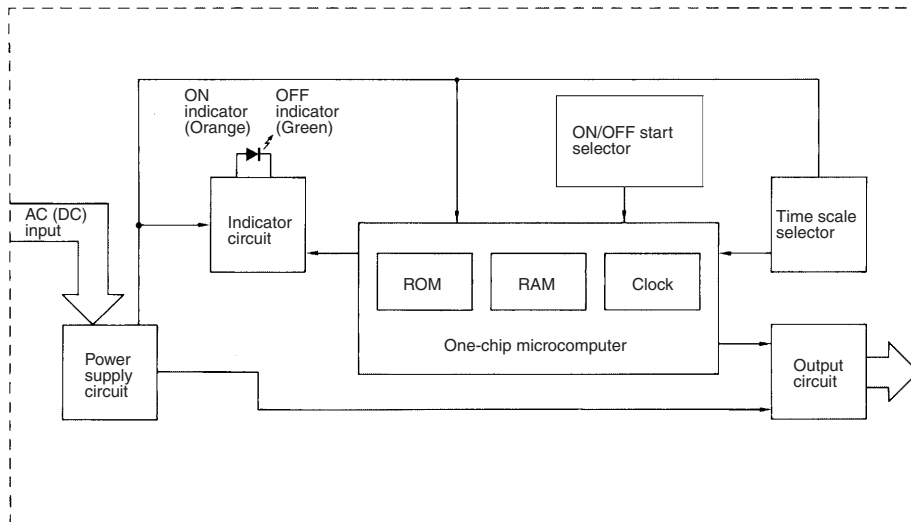 ON
indicator
(Orange)
OFF
indicator
(Green)
ON/OFF start
selector
AC (DC)
input
Indicator
circuit
Time scale
selector
ROM
RAM
Clock
One-chip microcomputer
Power
supply
circuit
Output
circuit